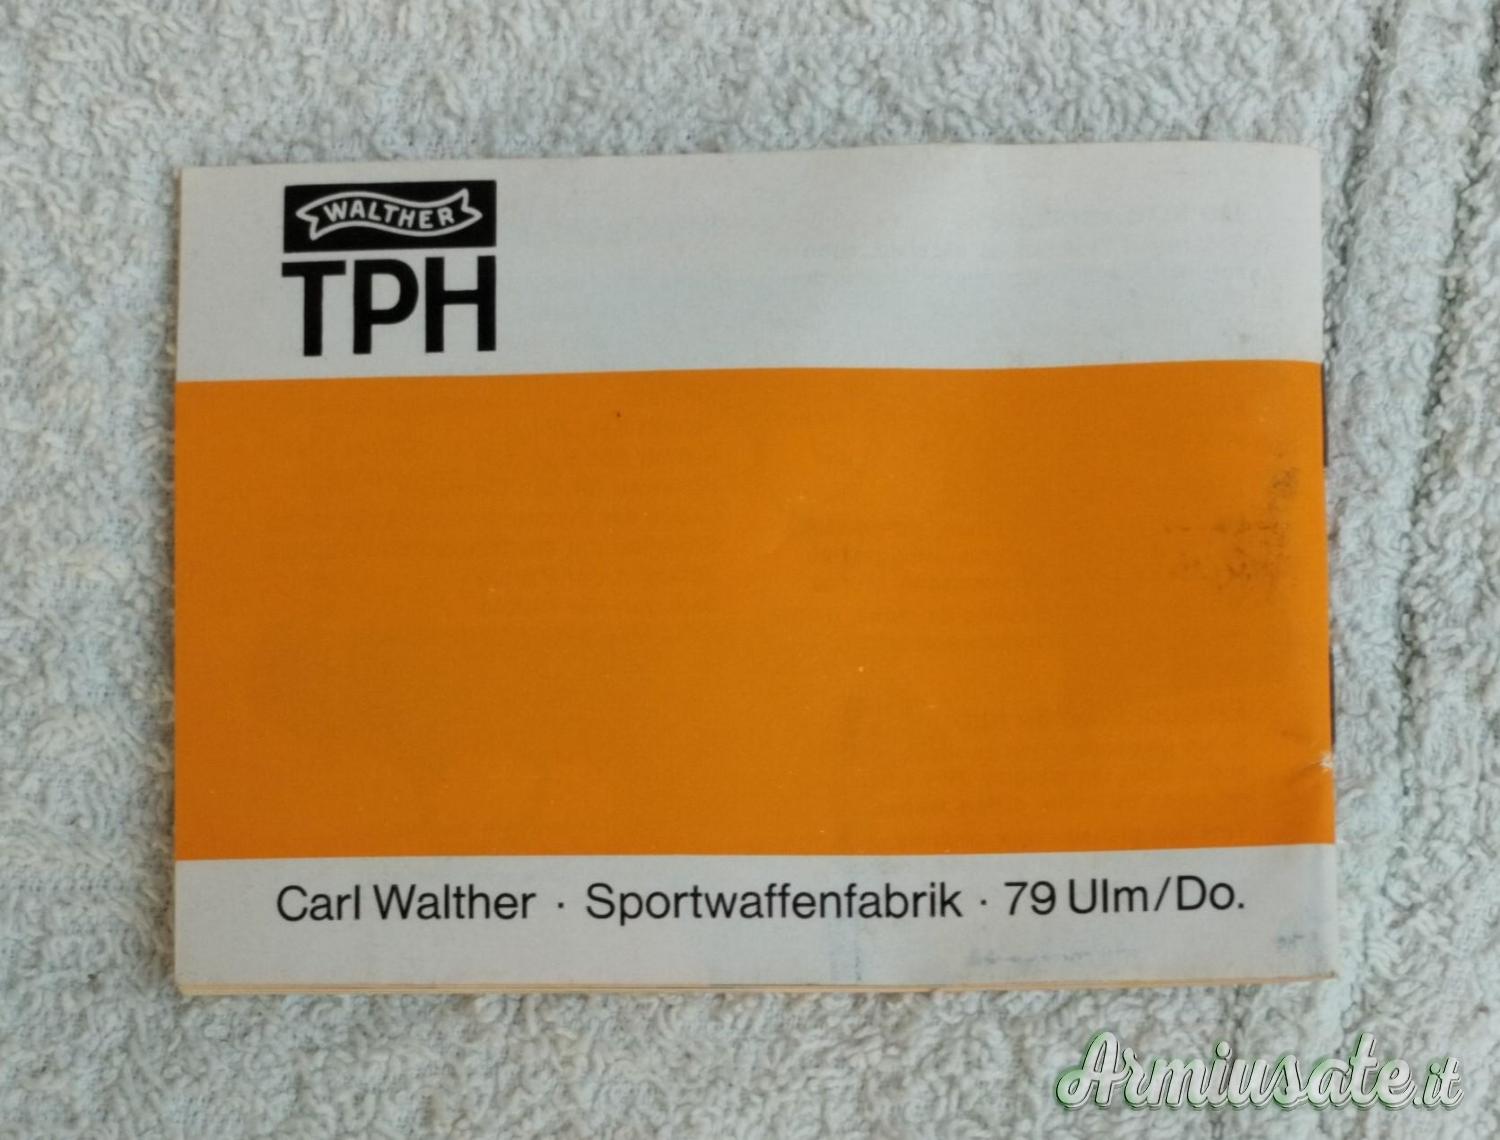 WALTHER
TPH
Carl Walther · Sportwaffenfabrik · 79 Ulm/Do.
Armiusate.it